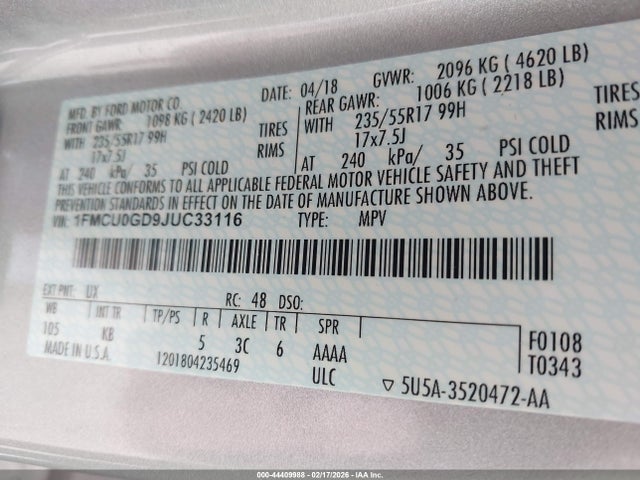 MFD. BY FORD MOTOR CO.
DATE: 04/18 GVWR: 2096 KG ( 4620 LB)
FRONT GAWR: 1098 KG ( 2420 LB) REAR GAWR: 1006 KG ( 2218 LB)
WITH 235/55R17 99H TIRES WITH 235/55R17 99H TIRES
17x7.5J RIMS 17x7.5J RIMS
AT 240 kPa/ 35 PSI COLD AT 240 kPa/ 35 PSI COLD
THIS VEHICLE CONFORMS TO ALL APPLICABLE FEDERAL MOTOR VEHICLE SAFETY AND THEFT
PREVENTION STANDARDS IN EFFECT ON THE DATE OF MANUFACTURE SHOWN ABOVE.
VIN: 1FMCU0GD9JUC33116 TYPE: MPV
EXT PNT: UX RC: 48 DSO:
WB INT TR TP/PS R AXLE TR SPR
105 KB 5 3C 6 AAAA
F0108
T0343
MADE IN U.S.A. 1201804235469 ULC
5U5A-3520472-AA
000-44409988 - 02/17/2026 - IAA Inc.